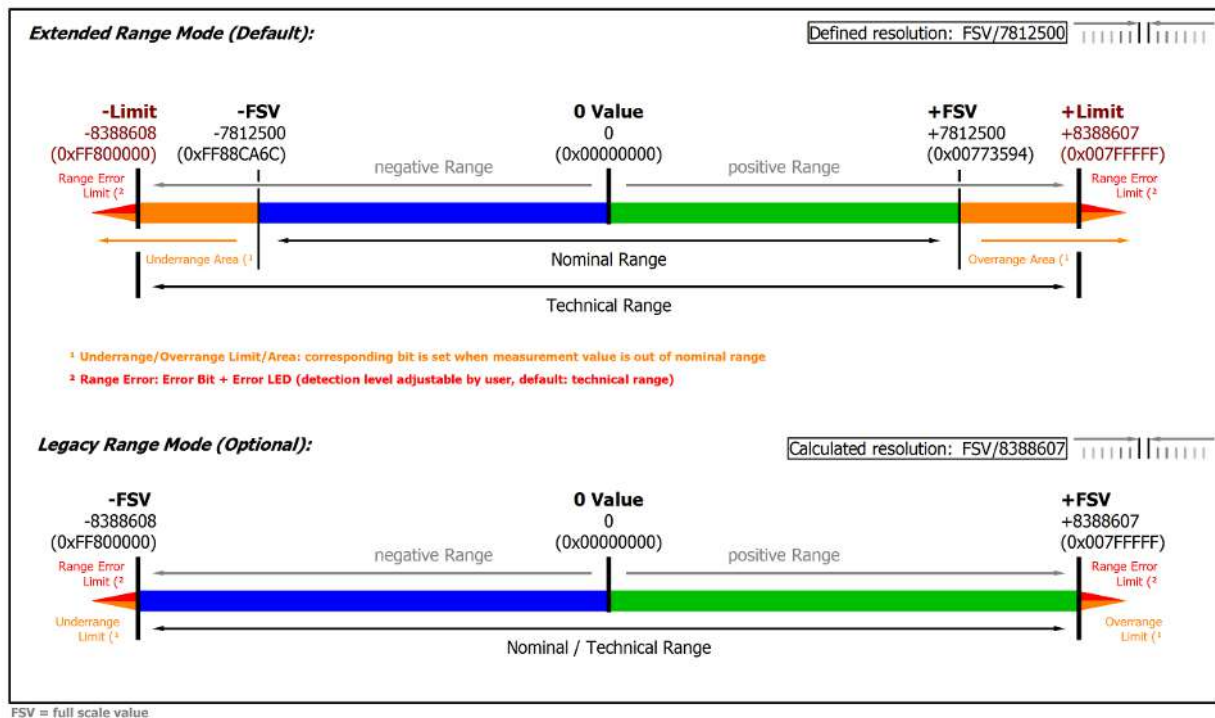 Extended Range Mode (Default):
Defined resolution: FSV/7812500
-Limit
-8388608
(0xFF800000)
-FSV
-7812500
(0xFF88CA6C)
0 Value
0
(0x00000000)
+FSV
+7812500
(0x00773594)
+Limit
+8388607
(0x007FFFFF)
Range Error
Limit (²
negative Range
positive Range
Range Error
Limit (²
Underrange Area (¹
Nominal Range
Overrange Area (¹
Technical Range
¹ Underrange/Overrange Limit/Area: corresponding bit is set when measurement value is out of nominal range
² Range Error: Error Bit + Error LED (detection level adjustable by user, default: technical range)
Legacy Range Mode (Optional):
Calculated resolution: FSV/8388607
-FSV
-8388608
(0xFF800000)
0 Value
0
(0x00000000)
+FSV
+8388607
(0x007FFFFF)
negative Range
positive Range
Range Error
Limit (²
Range Error
Limit (²
Underrange
Limit (¹
Overrange
Limit (¹
Nominal / Technical Range
FSV = full scale value